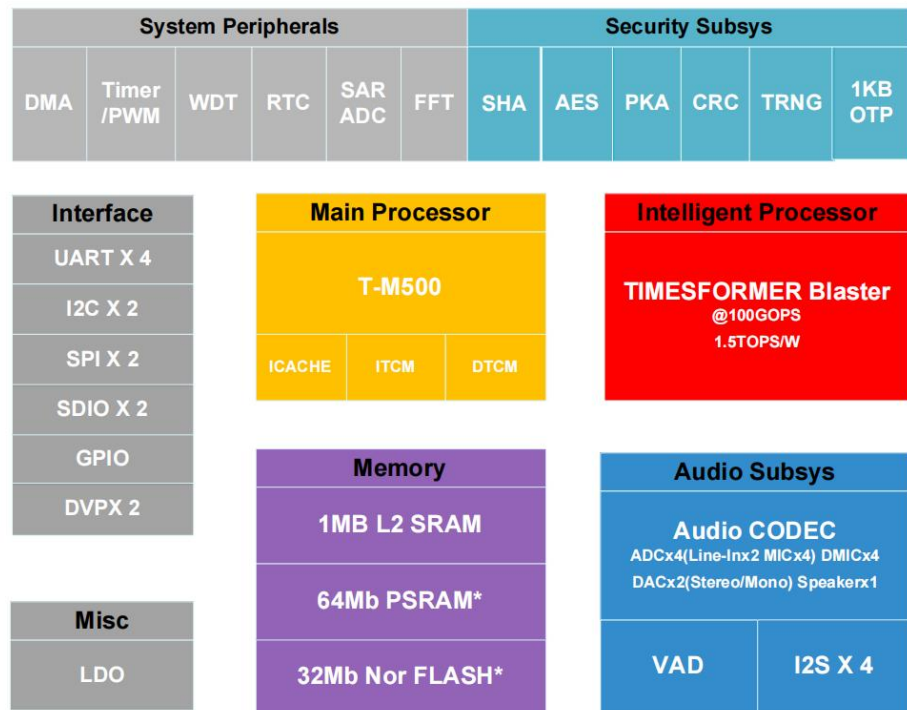 System Peripherals
Security Subsys
DMA
Timer
/PWM
WDT
RTC
SAR
ADC
FFT
SHA
AES
PKA
CRC
TRNG
1KB
OTP
Interface
UART X 4
I2C X 2
SPI X 2
SDIO X 2
GPIO
DVPX 2
Misc
LDO
Main Processor
T-M500
ICACHE
ITCM
DTCM
Memory
1MB L2 SRAM
64Mb PSRAM*
32Mb Nor FLASH*
Intelligent Processor
TIMESFORMER Blaster
@100GOPS
1.5TOPS/W
Audio Subsys
Audio CODEC
ADCx4(Line-Inx2 MICx4) DMICx4
DACx2(Stereo/Mono) Speakerx1
VAD
I2S X 4